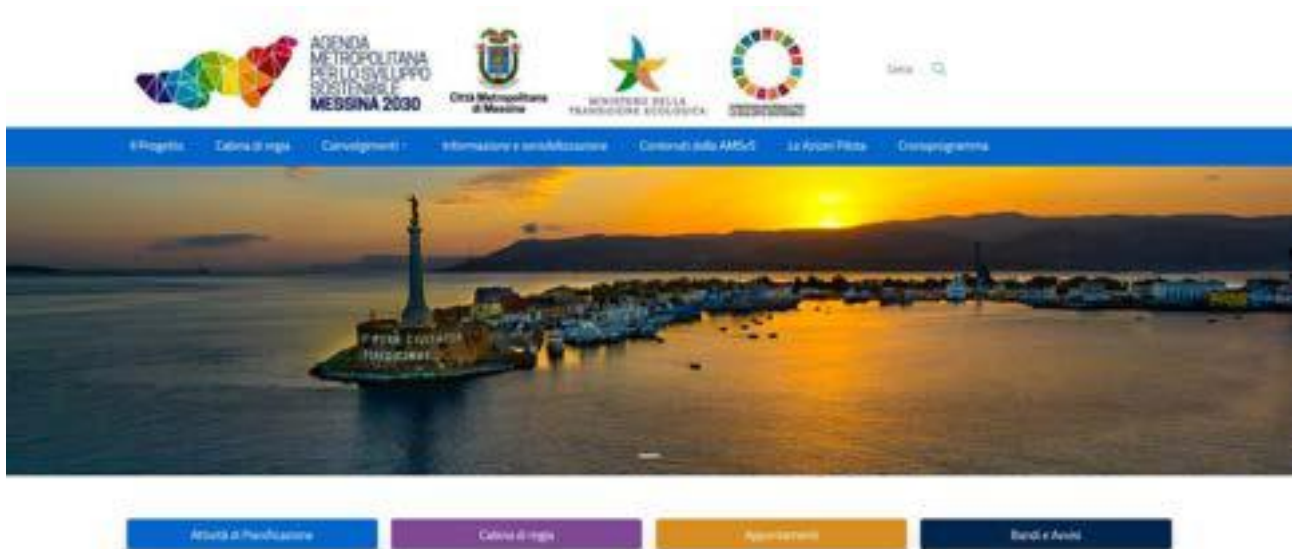 AGENDA
METROPOLITANA
PER LO SVILUPPO
SOSTENIBILE
MESSINA 2030
Città Metropolitana
di Messina
MINISTERO DELLA
TRANSIZIONE ECOLOGICA
Cerca
Il Progetto Cabina di regia Coinvolgimenti Informazione e sensibilizzazione Contenuti della AMSvS Le Azioni Pilota Cronoprogramma
Attività di Pianificazione Cabina di regia Appuntamenti Bandi e Avvisi